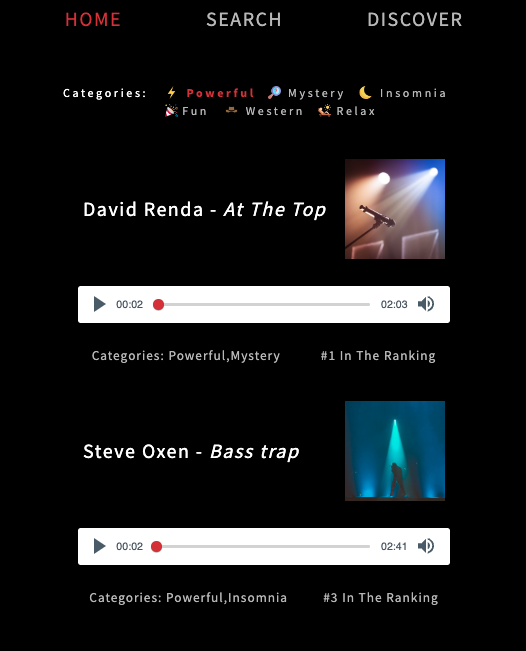 HOME SEARCH DISCOVER
Categories: ⚡ Powerful 🔎 Mystery 🌙 Insomnia
🎉 Fun 🤠 Western 🏖 Relax
David Renda - At The Top
00:02 02:03
Categories: Powerful,Mystery #1 In The Ranking
Steve Oxen - Bass trap
00:02 02:41
Categories: Powerful,Insomnia #3 In The Ranking